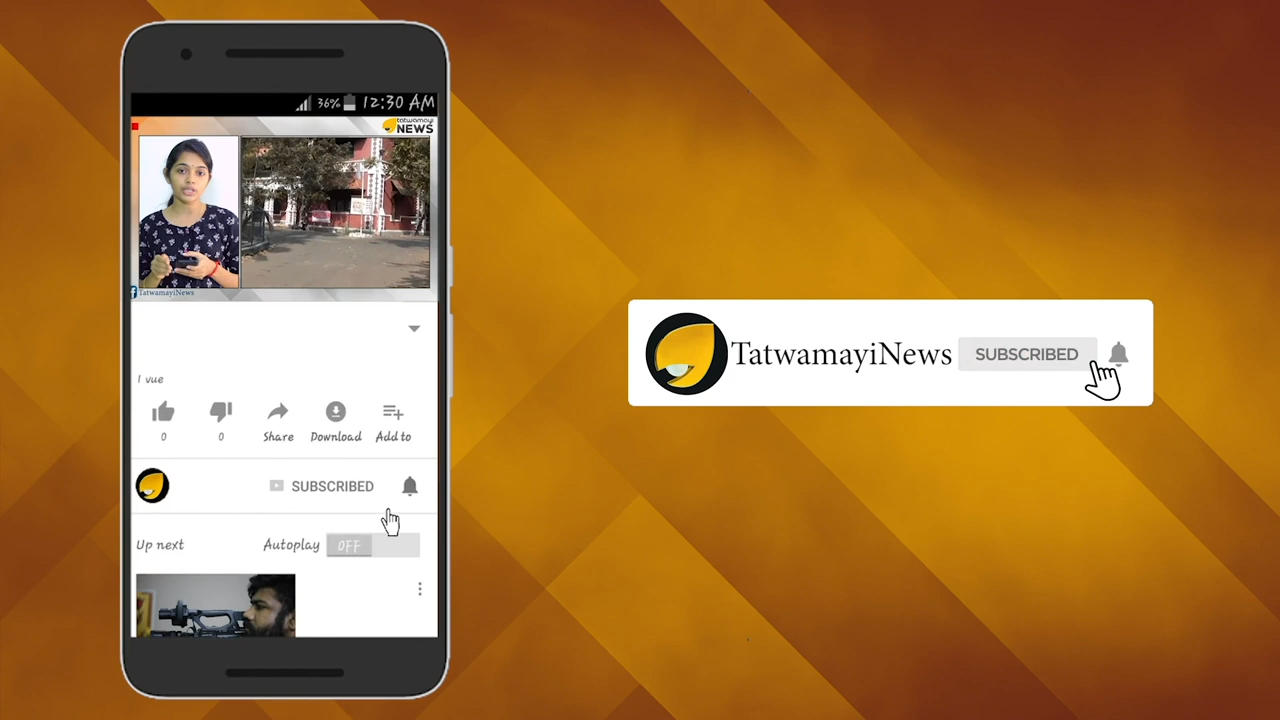 36% 12:30 AM
tatwamayi
NEWS
TatwamayiNews
1 vue
0 0 Share Download Add to
SUBSCRIBED
Up next Autoplay OFF
TatwamayiNews SUBSCRIBED